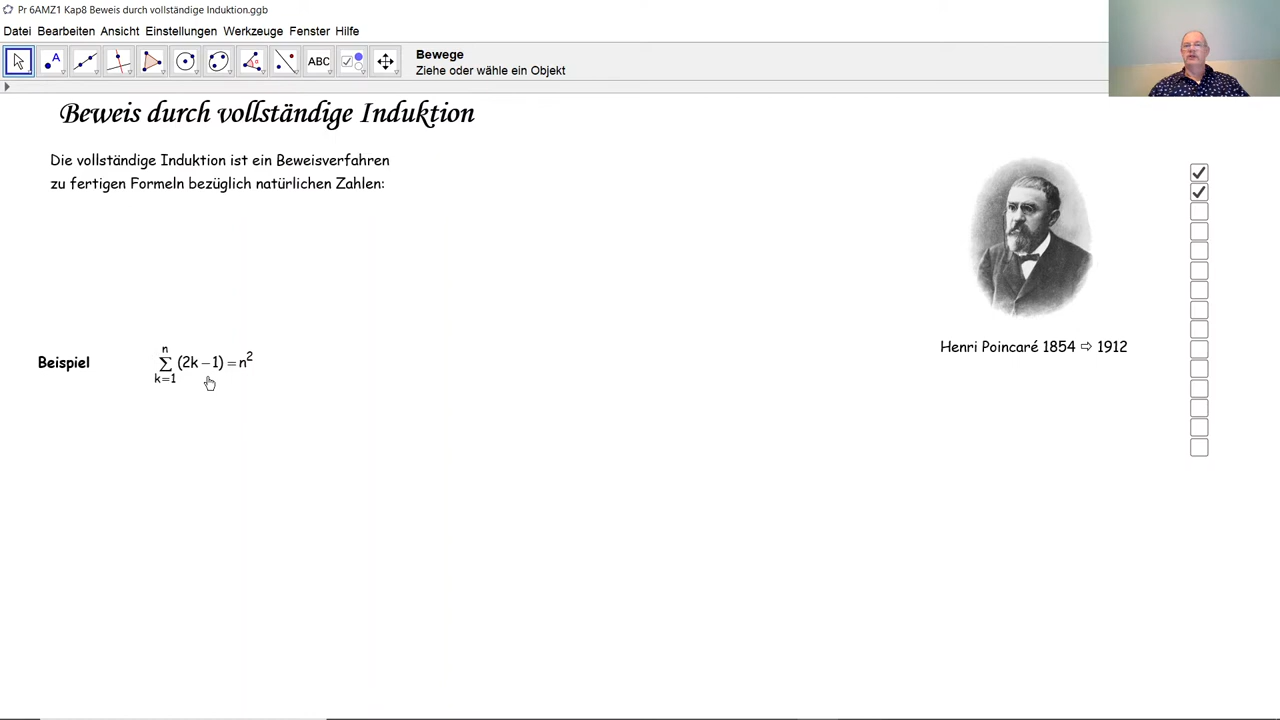 Pr 6AMZ1 Kap8 Beweis durch vollständige Induktion.ggb
Datei Bearbeiten Ansicht Einstellungen Werkzeuge Fenster Hilfe
A
ABC
a=2
Bewege
Ziehe oder wähle ein Objekt
Beweis durch vollständige Induktion
Die vollständige Induktion ist ein Beweisverfahren
zu fertigen Formeln bezüglich natürlichen Zahlen:
Henri Poincaré 1854 ⇨ 1912
Beispiel
n
∑ (2k – 1) = n²
k=1